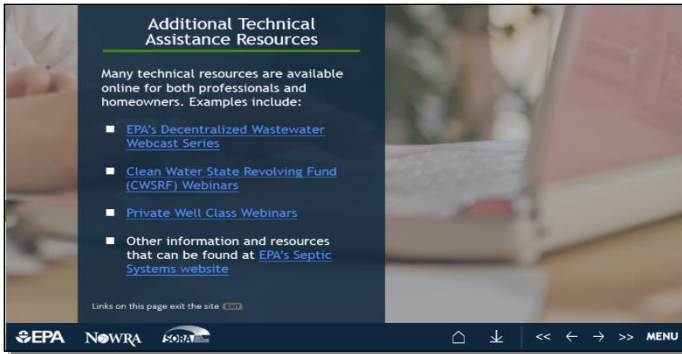 Additional Technical
Assistance Resources
Many technical resources are available
online for both professionals and
homeowners. Examples include:
■ EPA's Decentralized Wastewater
Webcast Series
■ Clean Water State Revolving Fund
(CWSRF) Webinars
■ Private Well Class Webinars
■ Other information and resources
that can be found at EPA's Septic
Systems website
Links on this page exit the site EXIT
EPA NOWRA SORA << ← → >> MENU